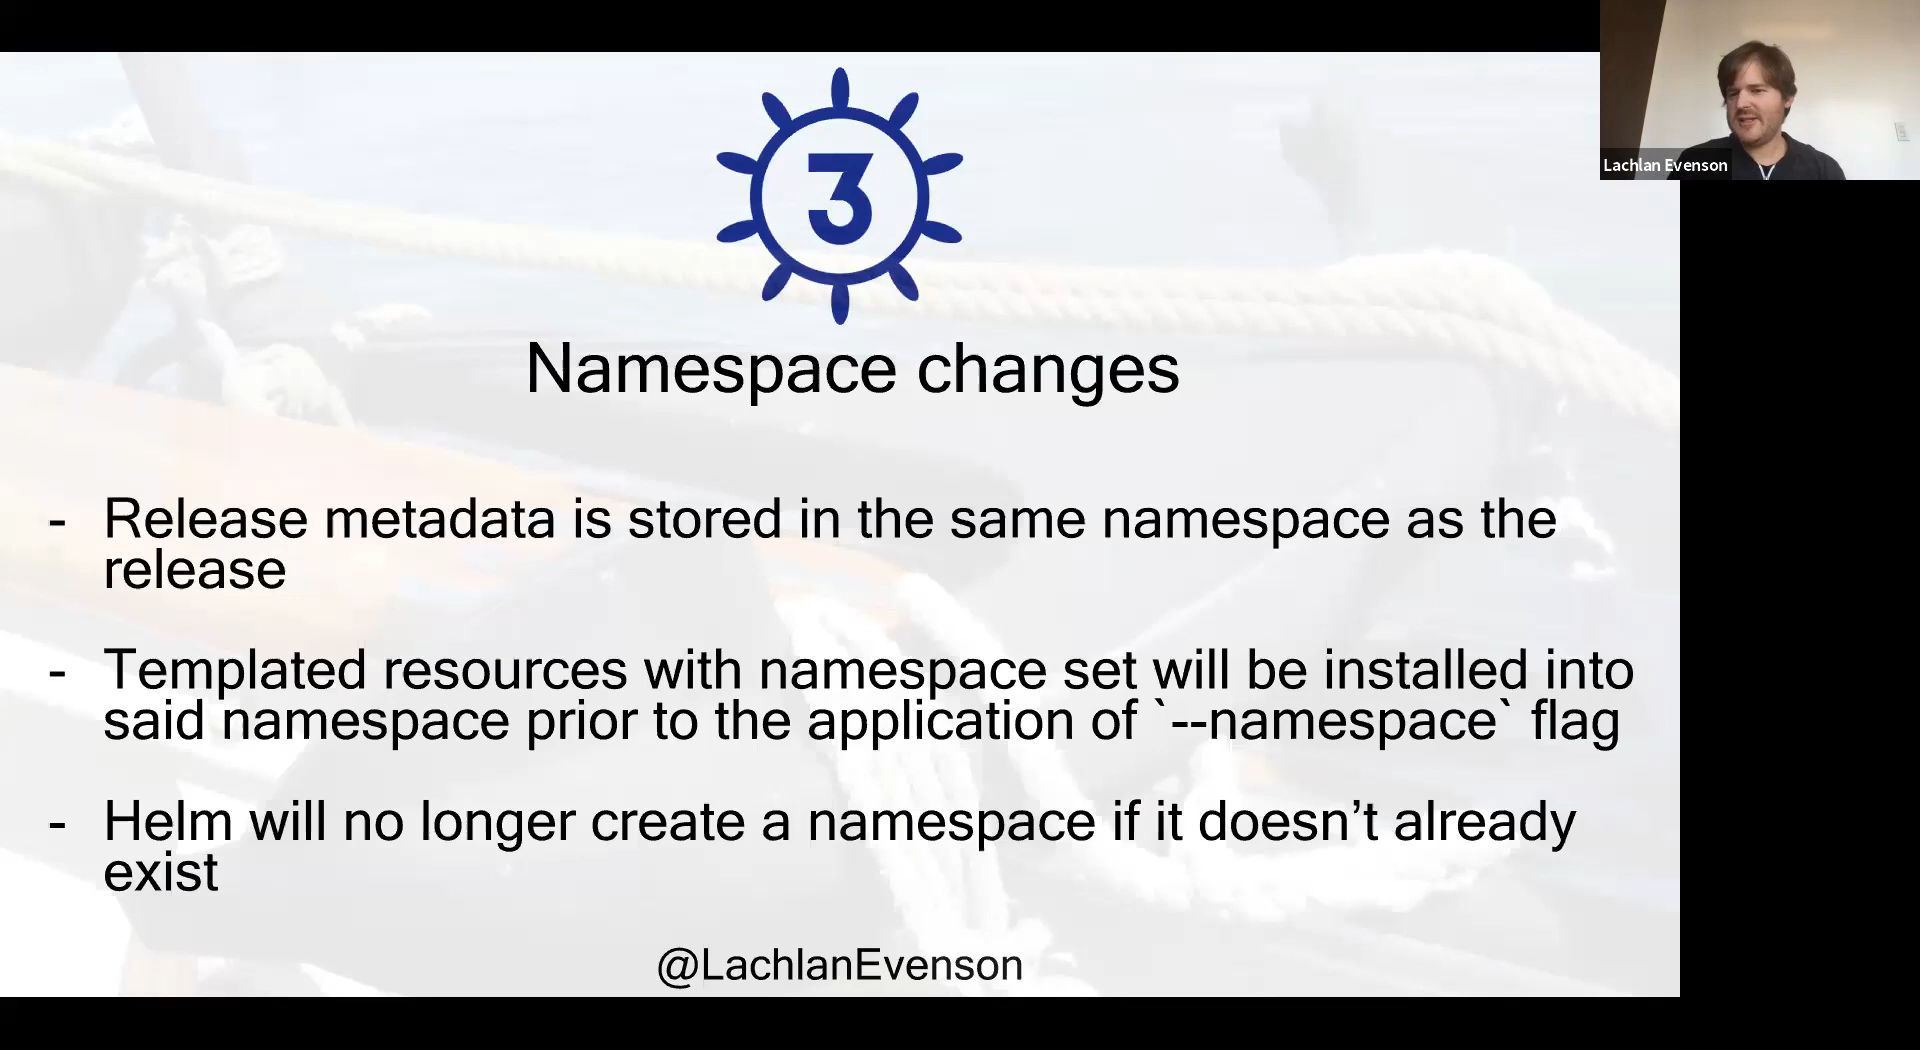 Lachlan Evenson
3
Namespace changes
- Release metadata is stored in the same namespace as the
release
- Templated resources with namespace set will be installed into
said namespace prior to the application of `--namespace` flag
- Helm will no longer create a namespace if it doesn’t already
exist
@LachlanEvenson